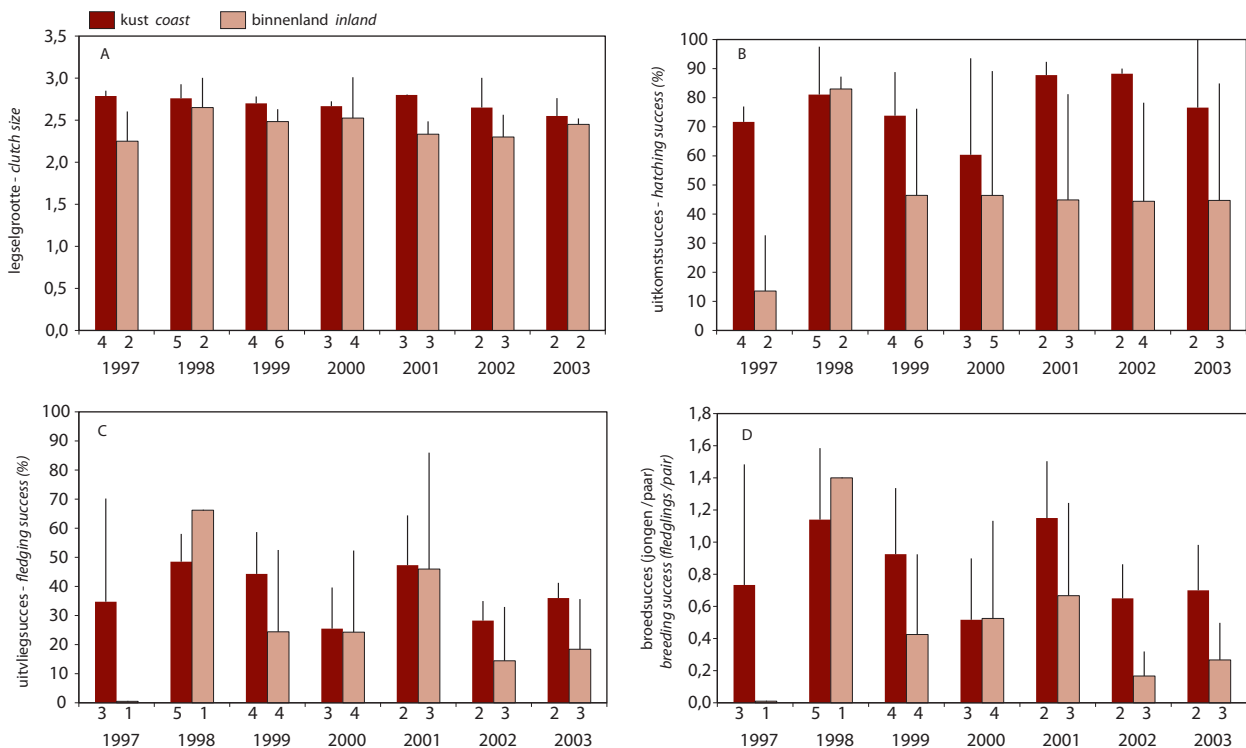 kust coast binnenland inland
A
legselgrootte - clutch size
3,5
3,0
2,5
2,0
1,5
1,0
0,5
0,0
4 2 5 2 4 6 3 4 3 3 2 3 2 2
1997 1998 1999 2000 2001 2002 2003
B
uitkomstsucces - hatching success (%)
100
90
80
70
60
50
40
30
20
10
0
4 2 5 2 4 6 3 5 2 3 2 4 2 3
1997 1998 1999 2000 2001 2002 2003
C
uitvliegsucces - fledging success (%)
100
90
80
70
60
50
40
30
20
10
0
3 1 5 1 4 4 3 4 2 3 2 3 2 3
1997 1998 1999 2000 2001 2002 2003
D
broedsucces (jongen /paar)
breeding success (fledglings /pair)
1,8
1,6
1,4
1,2
1,0
0,8
0,6
0,4
0,2
0,0
3 1 5 1 4 4 3 4 2 3 2 3 2 3
1997 1998 1999 2000 2001 2002 2003